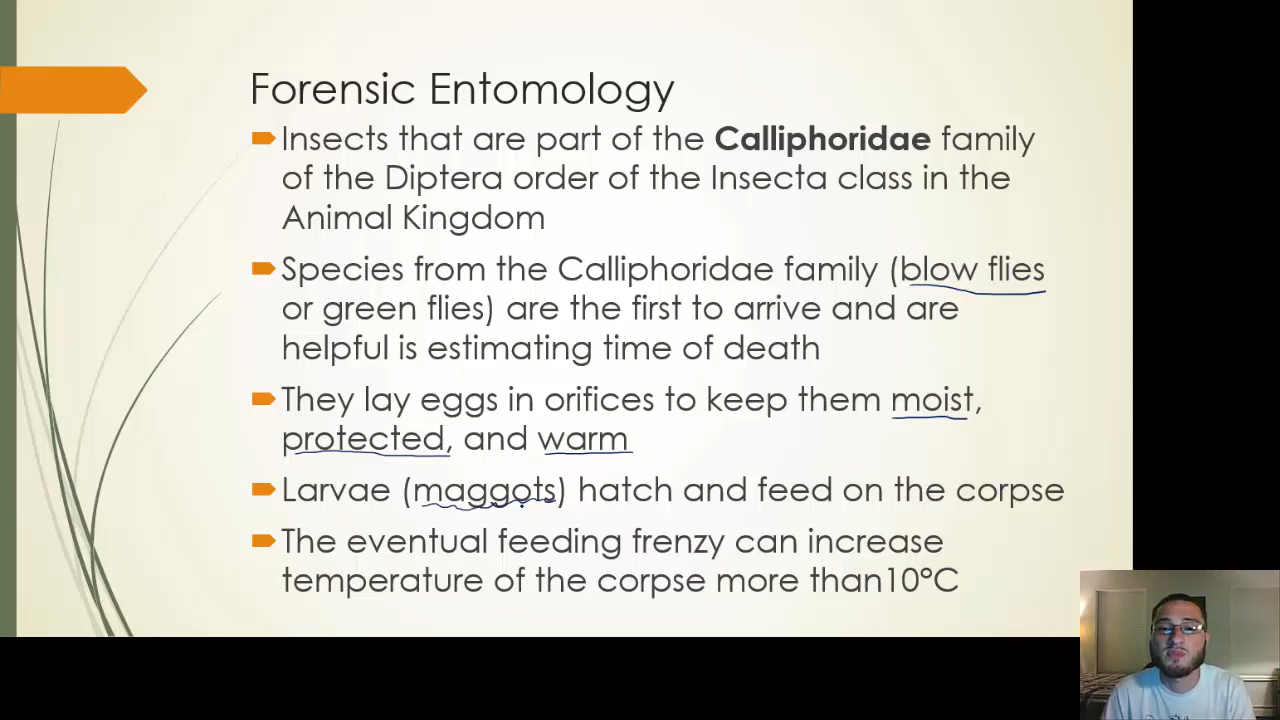 Forensic Entomology
Insects that are part of the Calliphoridae family
of the Diptera order of the Insecta class in the
Animal Kingdom
Species from the Calliphoridae family (blow flies
or green flies) are the first to arrive and are
helpful is estimating time of death
They lay eggs in orifices to keep them moist,
protected, and warm
Larvae (maggots) hatch and feed on the corpse
The eventual feeding frenzy can increase
temperature of the corpse more than10°C